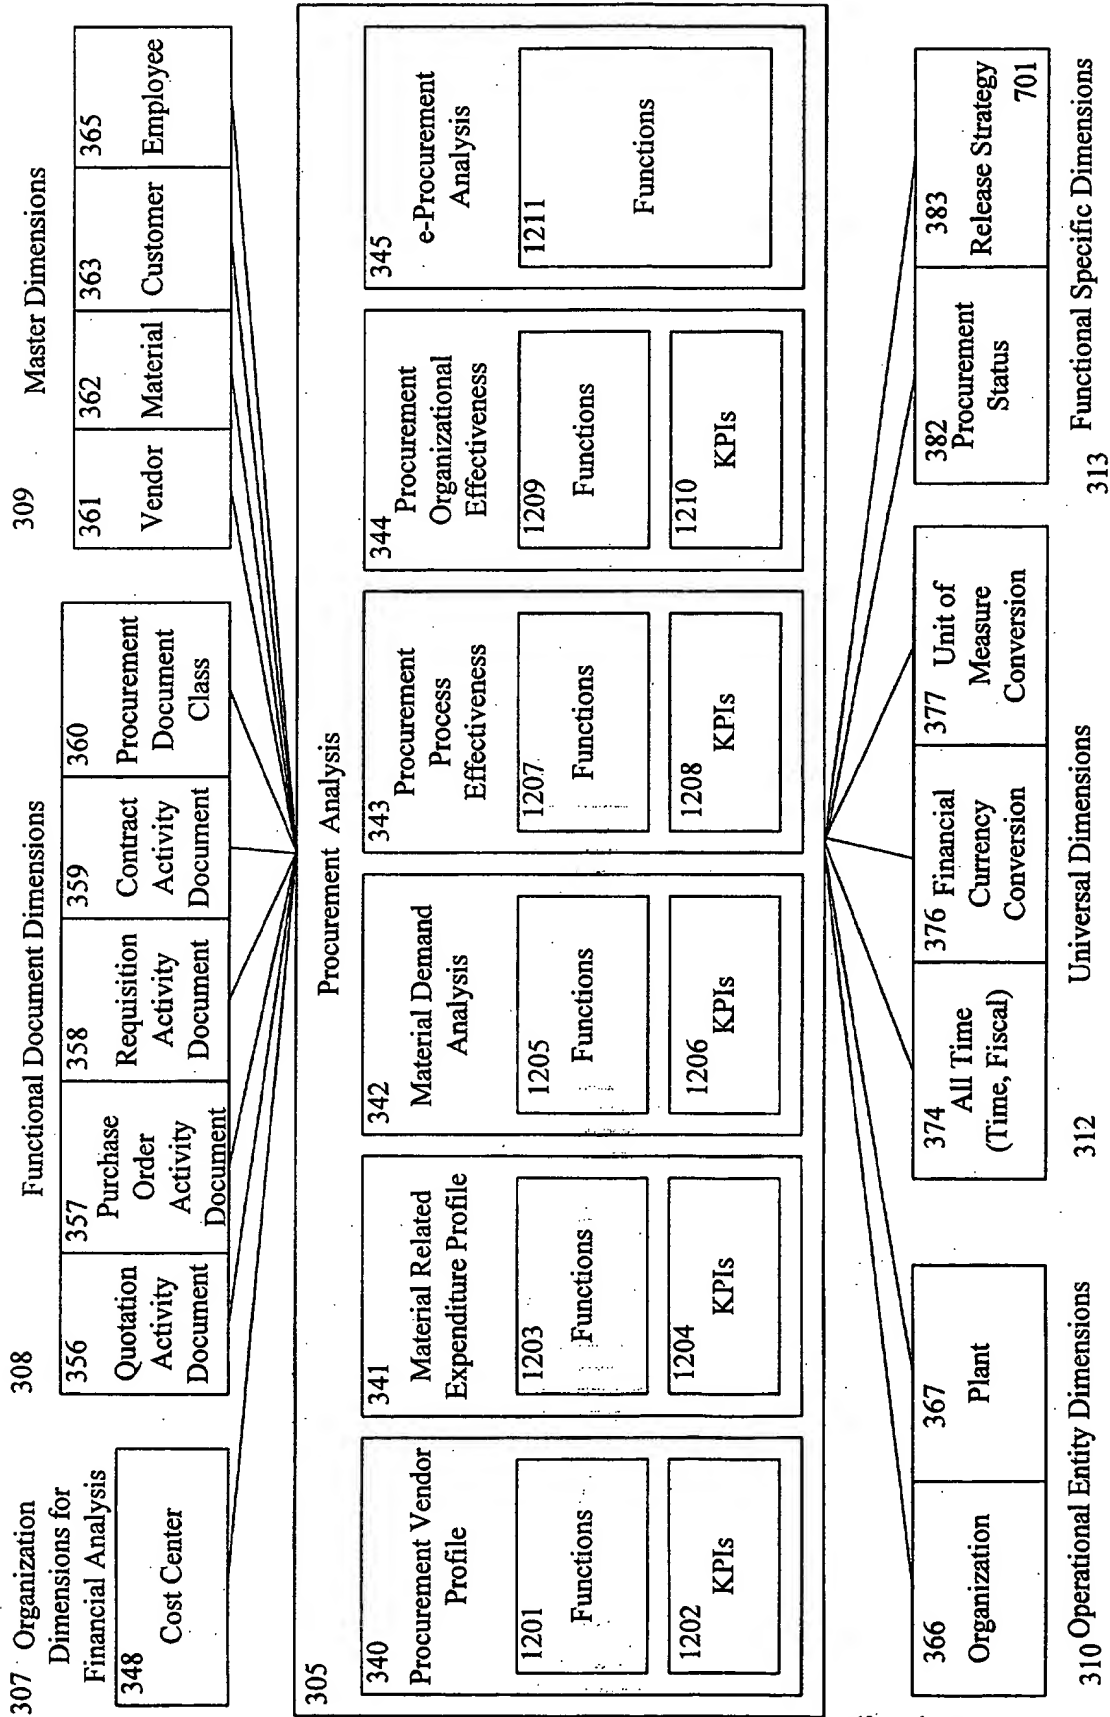 307 Organization
Dimensions for
Financial Analysis
348
Cost Center
308
Functional Document Dimensions
356
Quotation
Activity
Document
357
Purchase
Order
Activity
Document
358
Requisition
Activity
Document
359
Contract
Activity
Document
360
Procurement
Document
Class
309
Master Dimensions
361
Vendor
362
Material
363
Customer
365
Employee
305
Procurement Analysis
340
Procurement Vendor
Profile
1201
Functions
1202
KPIs
341
Material Related
Expenditure Profile
1203
Functions
1204
KPIs
342
Material Demand
Analysis
1205
Functions
1206
KPIs
343
Procurement
Process
Effectiveness
1207
Functions
1208
KPIs
344
Procurement
Organizational
Effectiveness
1209
Functions
1210
KPIs
345
e-Procurement
Analysis
1211
Functions
366
Organization
367
Plant
310 Operational Entity Dimensions
374
All Time
(Time, Fiscal)
376 Financial
Currency
Conversion
377 Unit of
Measure
Conversion
312
Universal Dimensions
382
Procurement
Status
383
Release Strategy
701
313
Functional Specific Dimensions